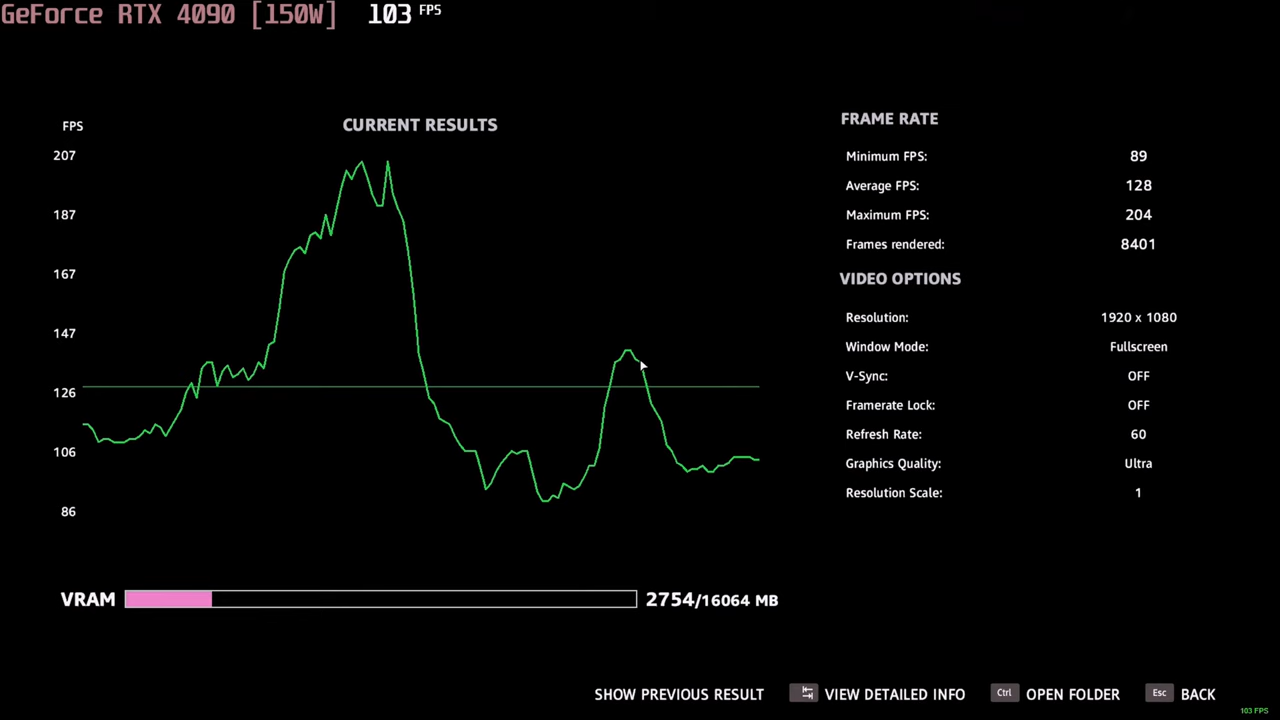 GeForce RTX 4090 [150W] 103 FPS
CURRENT RESULTS
FPS
207
187
167
147
126
106
86
VRAM 2754/16064 MB
FRAME RATE
Minimum FPS: 89
Average FPS: 128
Maximum FPS: 204
Frames rendered: 8401
VIDEO OPTIONS
Resolution: 1920 x 1080
Window Mode: Fullscreen
V-Sync: OFF
Framerate Lock: OFF
Refresh Rate: 60
Graphics Quality: Ultra
Resolution Scale: 1
SHOW PREVIOUS RESULT VIEW DETAILED INFO Ctrl OPEN FOLDER Esc BACK
103 FPS